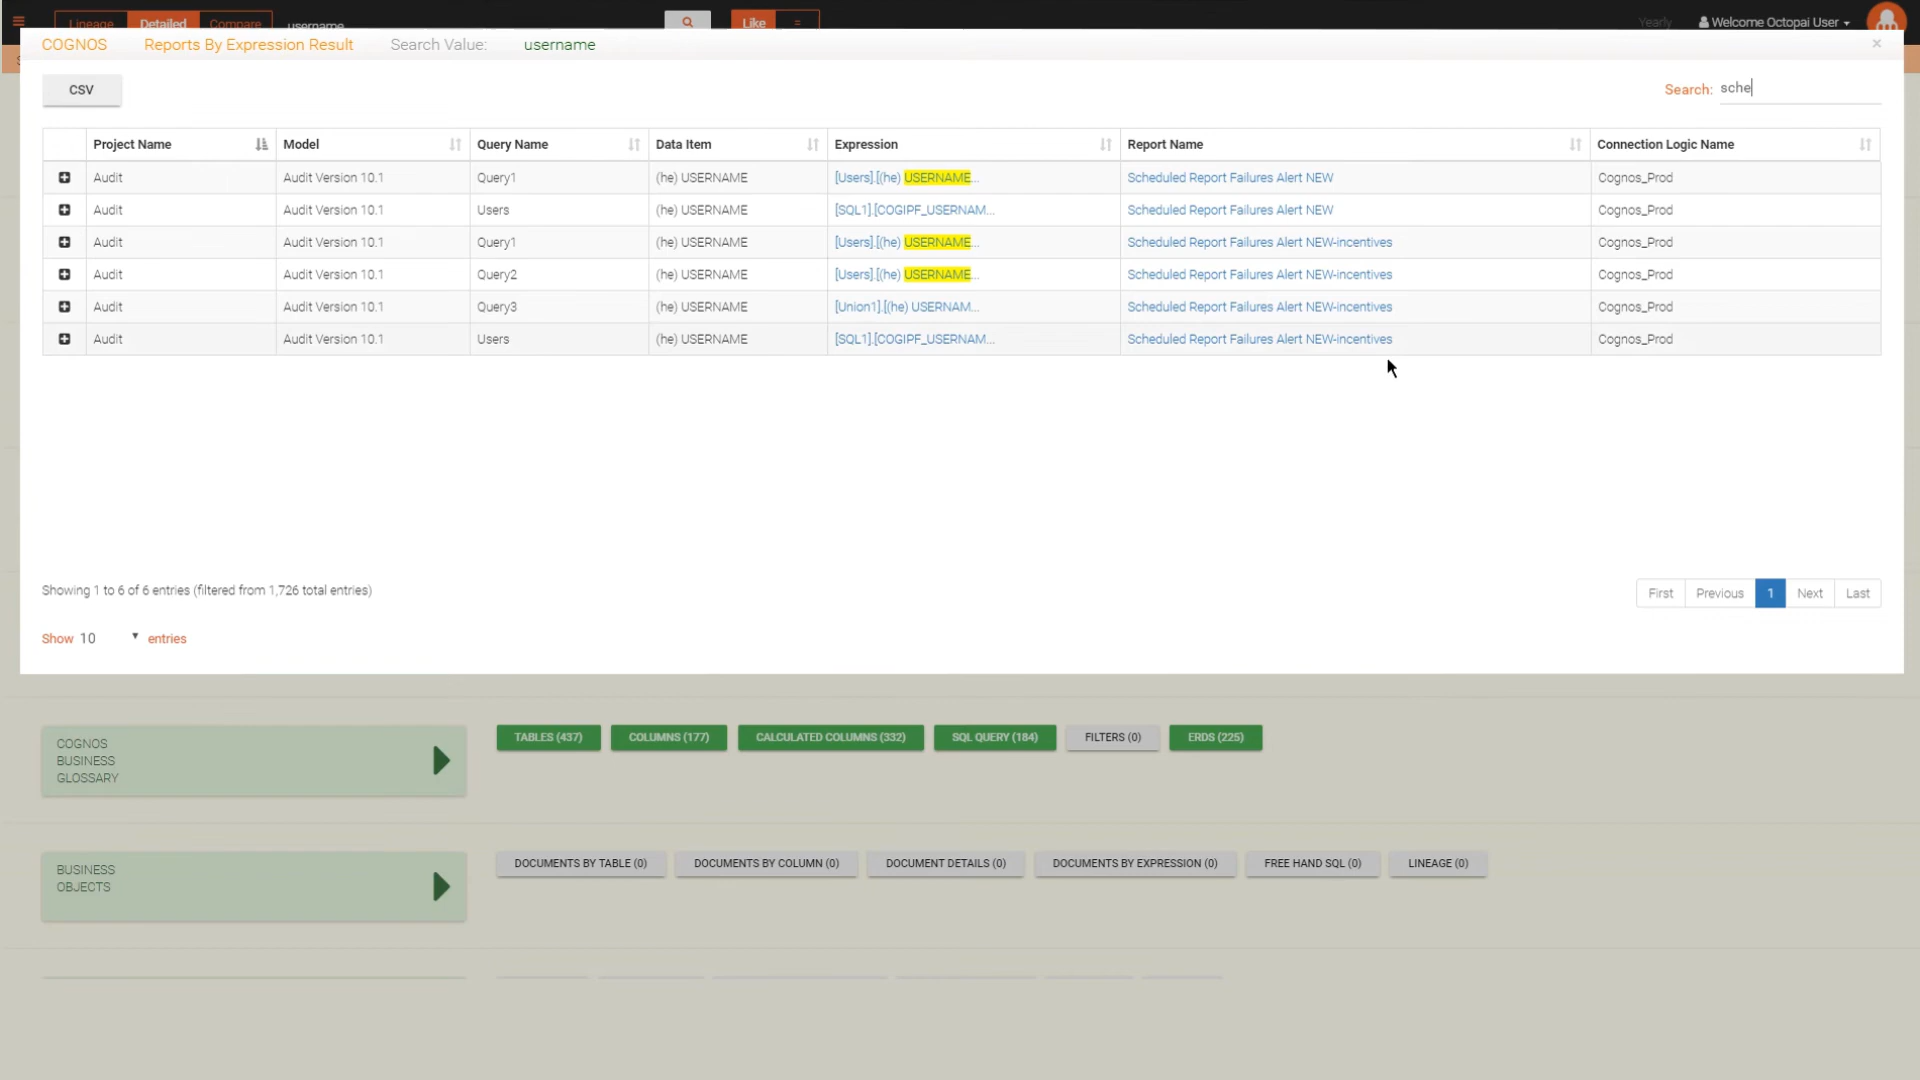 Lineage Detailed Compare username Like = Yearly Welcome Octopai User
COGNOS Reports By Expression Result Search Value: username ×
CSV Search: sche
Project Name Model Query Name Data Item Expression Report Name Connection Logic Name
Audit Audit Version 10.1 Query1 (he) USERNAME [Users].[(he) USERNAME... Scheduled Report Failures Alert NEW Cognos_Prod
Audit Audit Version 10.1 Users (he) USERNAME [SQL1].[COGIPF_USERNAM... Scheduled Report Failures Alert NEW Cognos_Prod
Audit Audit Version 10.1 Query1 (he) USERNAME [Users].[(he) USERNAME... Scheduled Report Failures Alert NEW-incentives Cognos_Prod
Audit Audit Version 10.1 Query2 (he) USERNAME [Users].[(he) USERNAME... Scheduled Report Failures Alert NEW-incentives Cognos_Prod
Audit Audit Version 10.1 Query3 (he) USERNAME [Union1].[(he) USERNAM... Scheduled Report Failures Alert NEW-incentives Cognos_Prod
Audit Audit Version 10.1 Users (he) USERNAME [SQL1].[COGIPF_USERNAM... Scheduled Report Failures Alert NEW-incentives Cognos_Prod
Showing 1 to 6 of 6 entries (filtered from 1,726 total entries) First Previous 1 Next Last
Show 10 entries
COGNOS
BUSINESS
GLOSSARY
TABLES (437) COLUMNS (177) CALCULATED COLUMNS (332) SQL QUERY (184) FILTERS (0) ERDS (225)
BUSINESS
OBJECTS
DOCUMENTS BY TABLE (0) DOCUMENTS BY COLUMN (0) DOCUMENT DETAILS (0) DOCUMENTS BY EXPRESSION (0) FREE HAND SQL (0) LINEAGE (0)